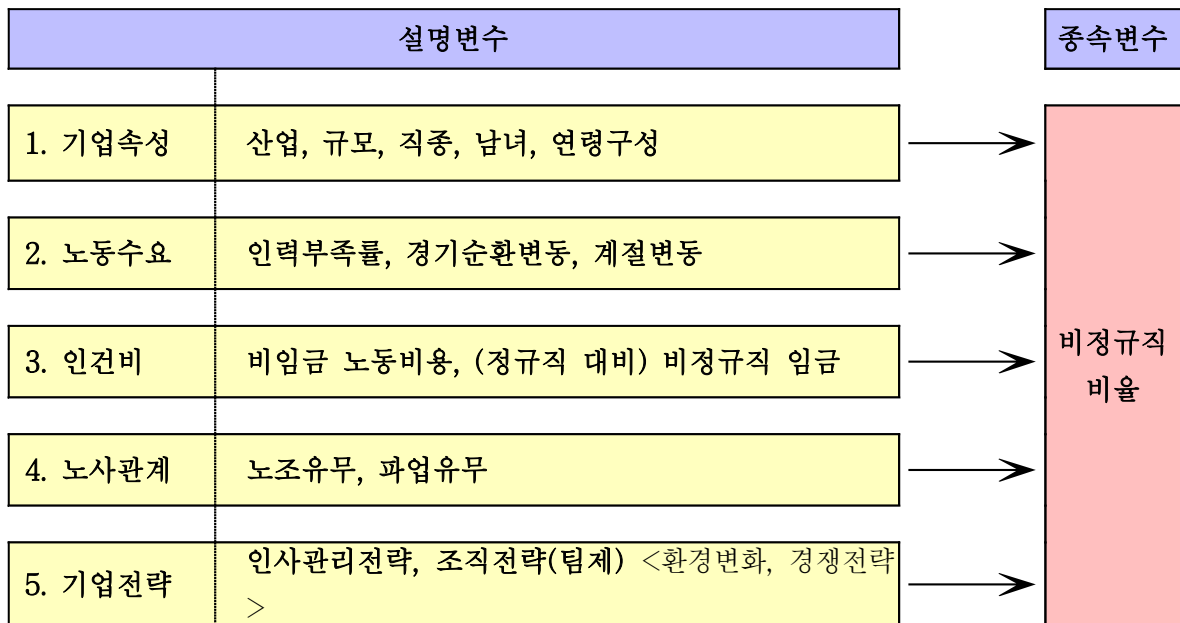 설명변수
종속변수
1. 기업속성
산업, 규모, 직종, 남녀, 연령구성
2. 노동수요
인력부족률, 경기순환변동, 계절변동
3. 인건비
비임금 노동비용, (정규직 대비) 비정규직 임금
4. 노사관계
노조유무, 파업유무
5. 기업전략
인사관리전략, 조직전략(팀제) <환경변화, 경쟁전략
>
비정규직
비율